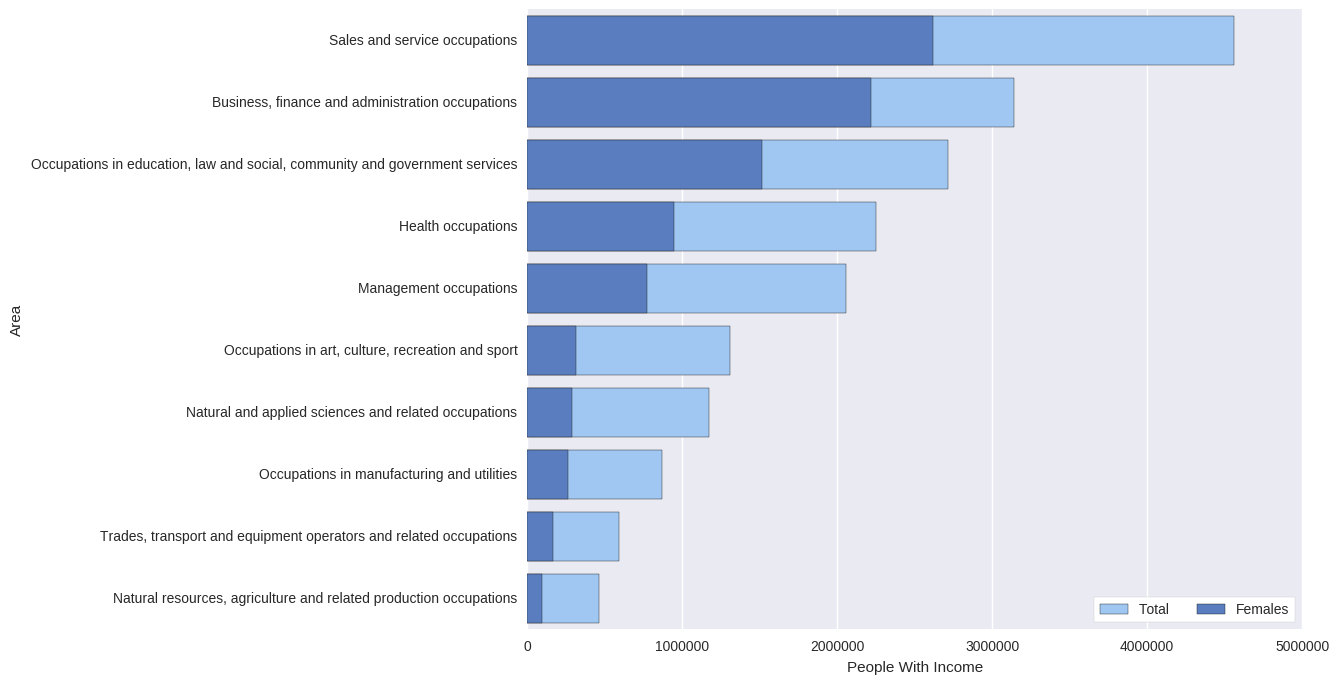 Sales and service occupations
Business, finance and administration occupations
Occupations in education, law and social, community and government services
Health occupations
Management occupations
Area
Occupations in art, culture, recreation and sport
Natural and applied sciences and related occupations
Occupations in manufacturing and utilities
Trades, transport and equipment operators and related occupations
Natural resources, agriculture and related production occupations
Total Females
0 1000000 2000000 3000000 4000000 5000000
People With Income